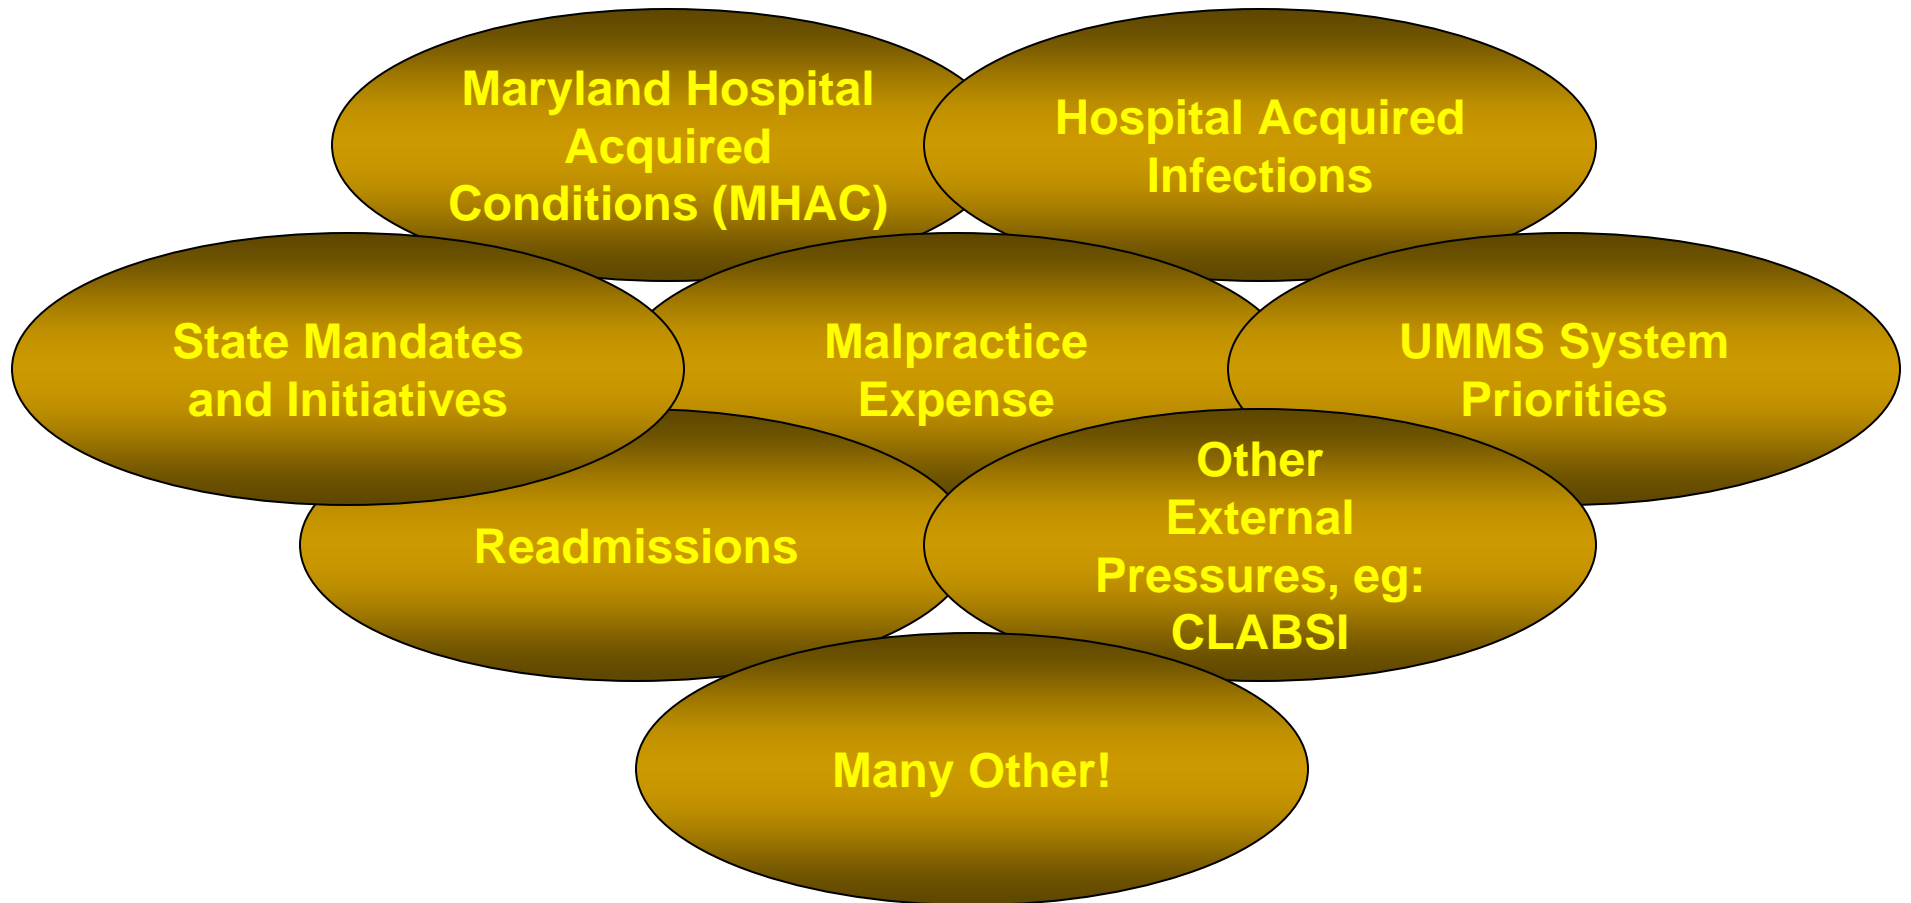 Maryland Hospital
Acquired
Conditions (MHAC)
Hospital Acquired
Infections
State Mandates
and Initiatives
Malpractice
Expense
UMMS System
Priorities
Readmissions
Other
External
Pressures, eg:
CLABSI
Many Other!